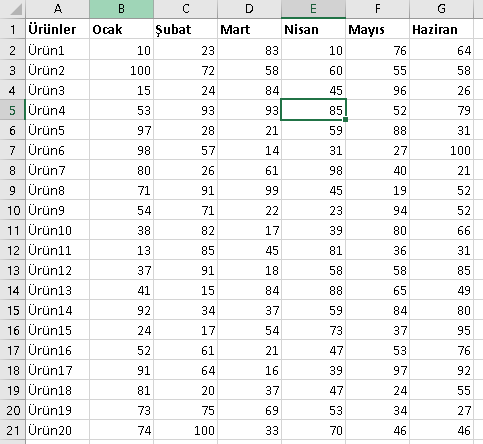 A B C D E F G
1 Ürünler Ocak Şubat Mart Nisan Mayıs Haziran
2 Ürün1 10 23 83 10 76 64
3 Ürün2 100 72 58 60 55 58
4 Ürün3 15 24 84 45 96 26
5 Ürün4 53 93 93 85 52 79
6 Ürün5 97 28 21 59 88 31
7 Ürün6 98 57 14 31 27 100
8 Ürün7 80 26 61 98 40 21
9 Ürün8 71 91 99 45 19 52
10 Ürün9 54 71 22 23 94 52
11 Ürün10 38 82 17 39 80 66
12 Ürün11 13 85 45 81 36 31
13 Ürün12 37 91 18 58 58 85
14 Ürün13 41 15 84 88 65 49
15 Ürün14 92 34 37 59 84 80
16 Ürün15 24 17 54 73 37 95
17 Ürün16 52 61 21 47 53 76
18 Ürün17 91 64 16 39 97 92
19 Ürün18 81 20 37 47 24 55
20 Ürün19 73 75 69 53 34 27
21 Ürün20 74 100 33 70 46 46